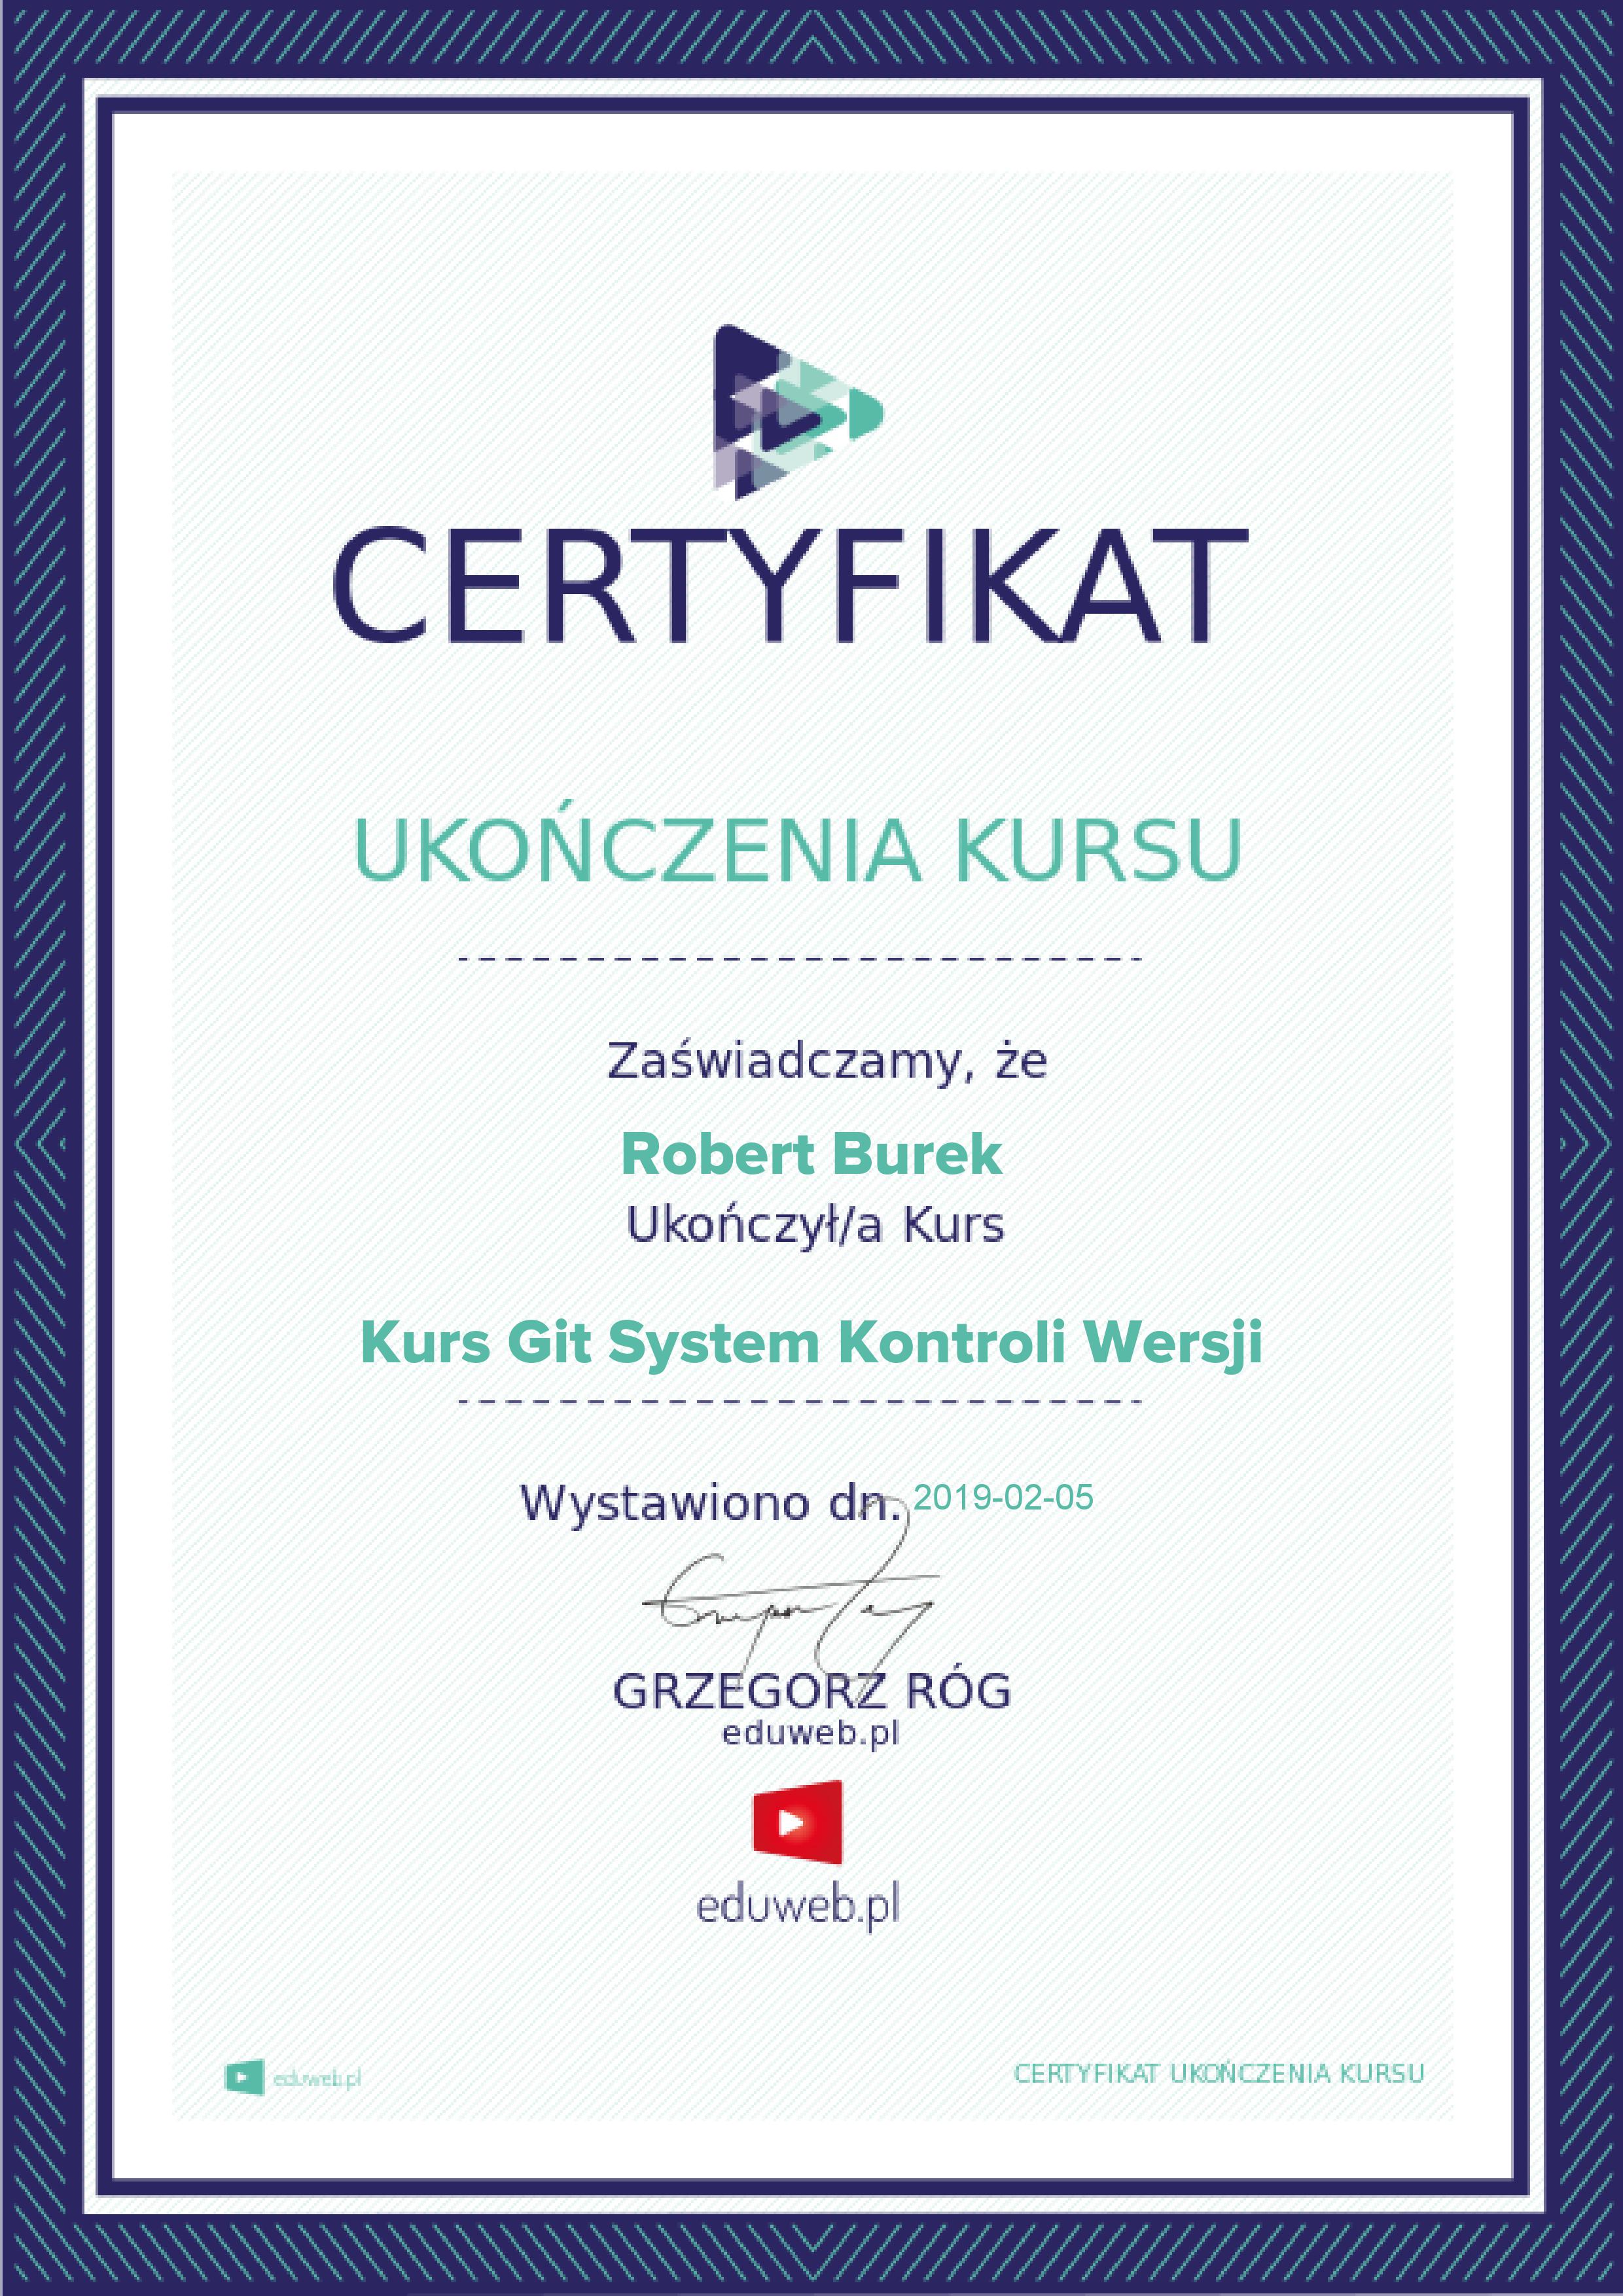 CERTYFIKAT
UKOŃCZENIA KURSU
Zaświadczamy, że
Robert Burek
Ukończył/a Kurs
Kurs Git System Kontroli Wersji
Wystawiono dn. 2019-02-05
GRZEGORZ RÓG
eduweb.pl
eduweb.pl
eduweb.pl
CERTYFIKAT UKOŃCZENIA KURSU